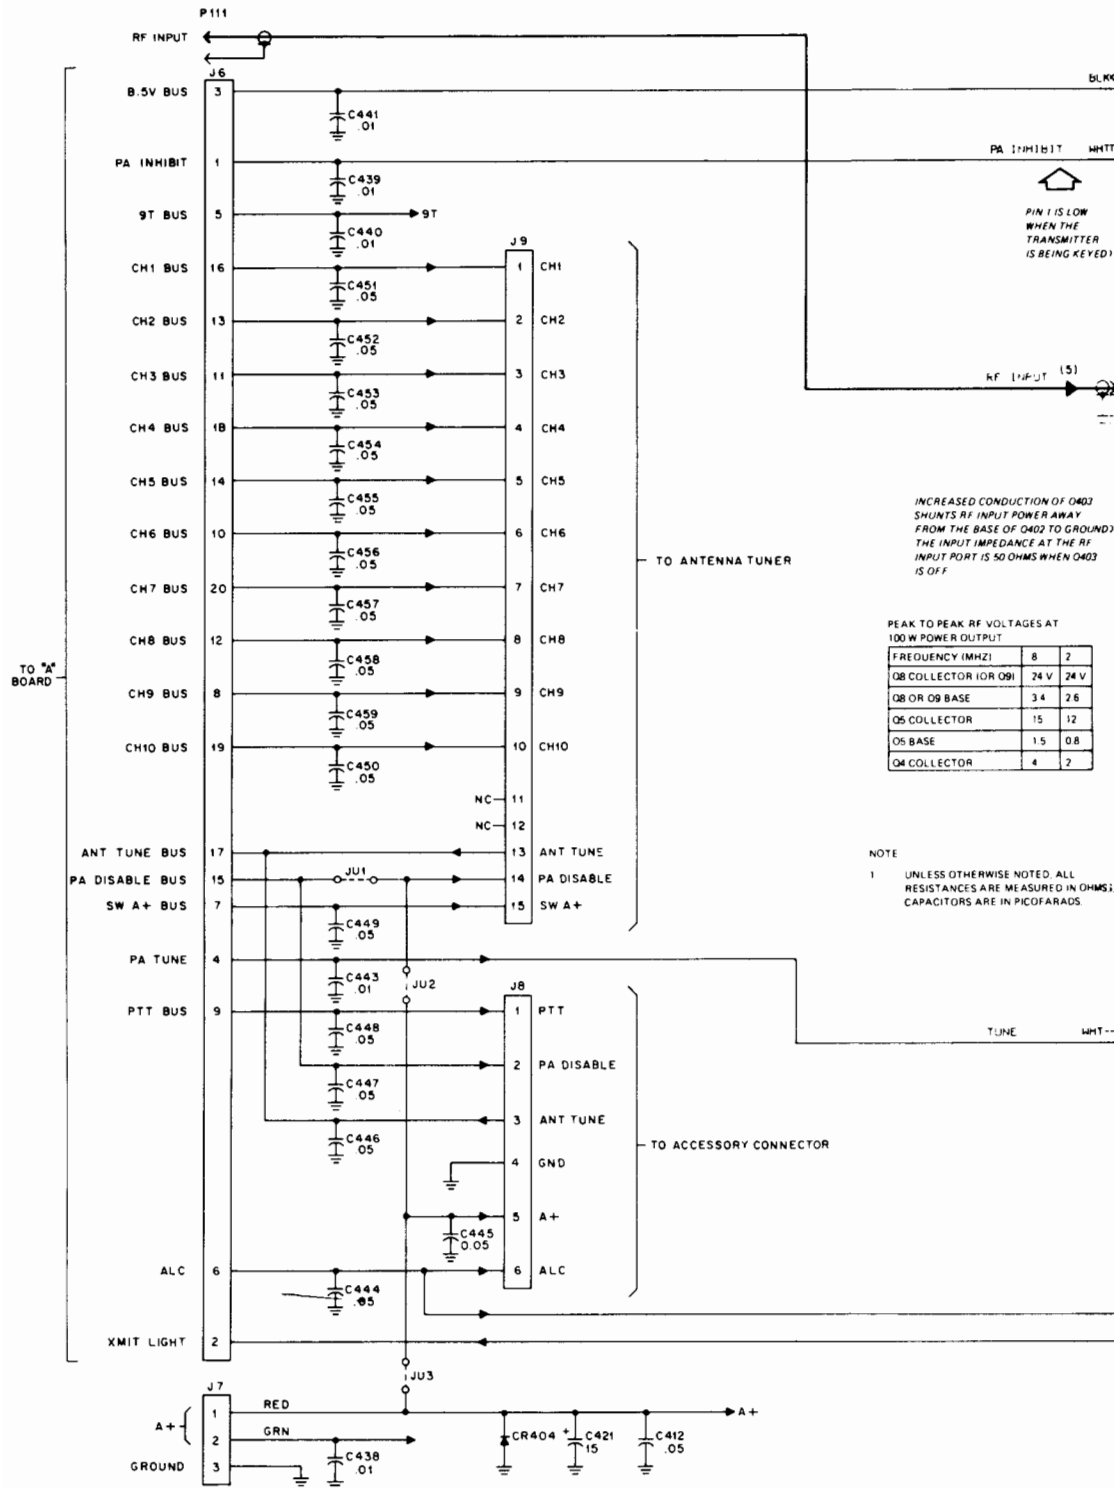 P111
RF INPUT
J6
8.5V BUS 3
C441
.01
PA INHIBIT 1
C439
.01
PA INHIBIT
PIN 1 IS LOW
WHEN THE
TRANSMITTER
IS BEING KEYED)
9T BUS 5 9T
C440
.01
J9
CH1 BUS 16 1 CH1
C451
.05
CH2 BUS 13 2 CH2
C452
.05
CH3 BUS 11 3 CH3
C453
.05
RF INPUT (5)
CH4 BUS 18 4 CH4
C454
.05
CH5 BUS 14 5 CH5
C455
.05
CH6 BUS 10 6 CH6
C456
.05
CH7 BUS 20 7 CH7
C457
.05
CH8 BUS 12 8 CH8
C458
.05
CH9 BUS 8 9 CH9
C459
.05
CH10 BUS 19 10 CH10
C450
.05
NC 11
NC 12
ANT TUNE BUS 17 13 ANT TUNE
PA DISABLE BUS 15 JU1 14 PA DISABLE
SW A+ BUS 7 15 SW A+
C449
.05
TO "A"
BOARD
TO ANTENNA TUNER
INCREASED CONDUCTION OF Q403
SHUNTS RF INPUT POWER AWAY
FROM THE BASE OF Q402 TO GROUND)
THE INPUT IMPEDANCE AT THE RF
INPUT PORT IS 50 OHMS WHEN Q403
IS OFF
PEAK TO PEAK RF VOLTAGES AT
100 W POWER OUTPUT
FREQUENCY (MHZ) 8 2
Q8 COLLECTOR (OR Q9) 24 V 24 V
Q8 OR Q9 BASE 3.4 2.6
Q5 COLLECTOR 15 12
Q5 BASE 1.5 0.8
Q4 COLLECTOR 4 2
NOTE
1 UNLESS OTHERWISE NOTED, ALL
RESISTANCES ARE MEASURED IN OHMS;
CAPACITORS ARE IN PICOFARADS.
PA TUNE 4
C443
.01
JU2
J8
PTT BUS 9 1 PTT
C448
.05
TUNE WHT
2 PA DISABLE
C447
.05
3 ANT TUNE
C446
.05
4 GND
TO ACCESSORY CONNECTOR
5 A+
C445
0.05
ALC 6 6 ALC
C444
.05
XMIT LIGHT 2
JU3
J7
A+ 1 RED A+
2 GRN
GROUND 3
C438
.01
CR404
+ C421
15
C412
.05